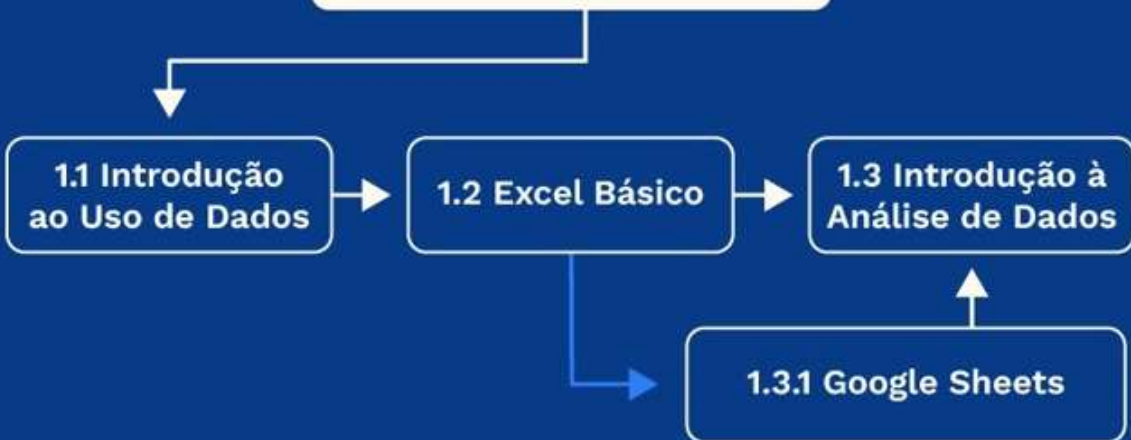 1.1 Introdução
ao Uso de Dados
1.2 Excel Básico
1.3 Introdução à
Análise de Dados
1.3.1 Google Sheets